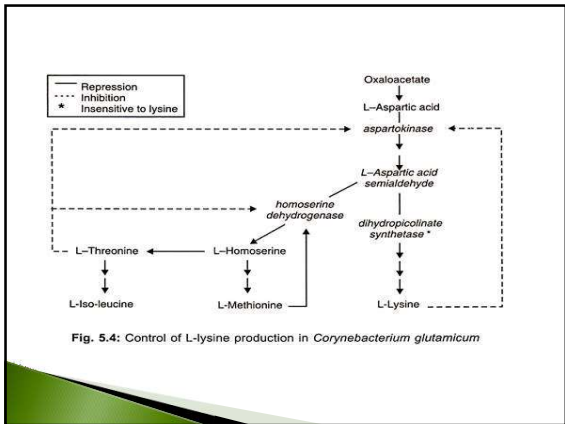 Repression
Inhibition
* Insensitive to lysine
Oxaloacetate
L–Aspartic acid
aspartokinase
L–Aspartic acid
semialdehyde
homoserine
dehydrogenase
dihydropicolinate
synthetase *
L–Threonine
L–Homoserine
L-Iso-leucine
L-Methionine
L-Lysine
Fig. 5.4: Control of L-lysine production in Corynebacterium glutamicum